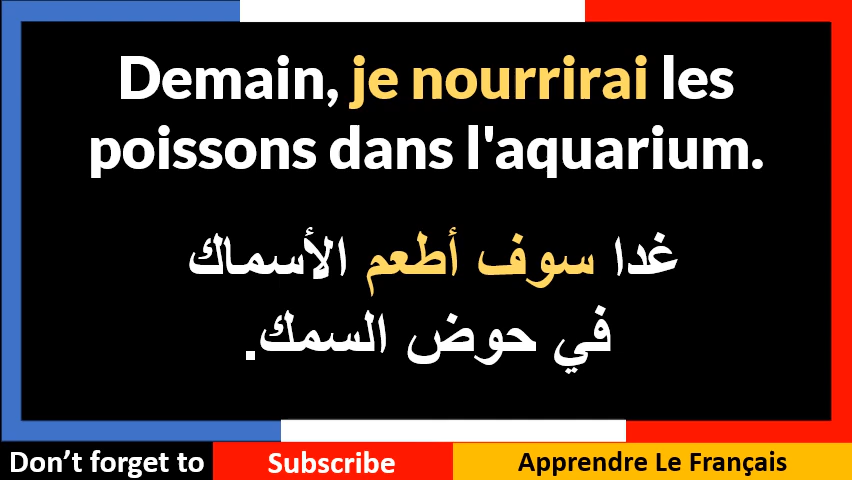 Demain, je nourrirai les
poissons dans l'aquarium.
غدا سوف أطعم الأسماك
في حوض السمك.
Don’t forget to Subscribe Apprendre Le Français